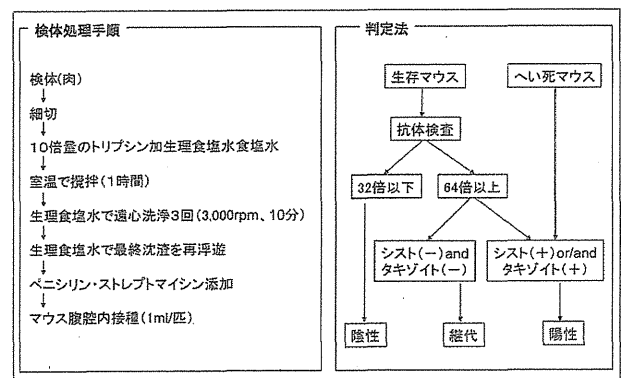 検体処理手順
検体(肉)
↓
細切
↓
10倍量のトリプシン加生理食塩水食塩水
↓
室温で撹拌(1時間)
↓
生理食塩水で遠心洗浄3回(3,000rpm、10分)
↓
生理食塩水で最終沈渣を再浮遊
↓
ペニシリン・ストレプトマイシン添加
↓
マウス腹腔内接種(1ml/匹)
判定法
生存マウス
へい死マウス
抗体検査
32倍以下
64倍以上
シスト(-)and
タキゾイト(-)
シスト(+)or/and
タキゾイト(+)
陰性
継代
陽性